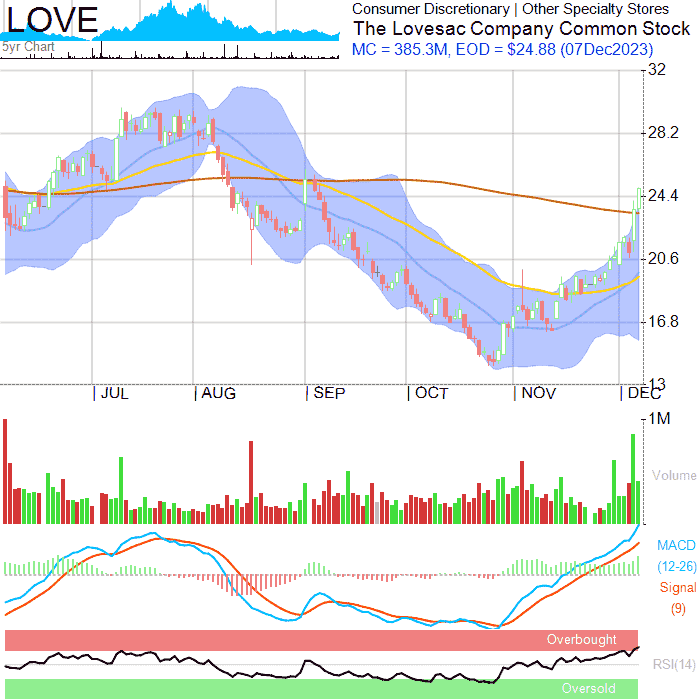 LOVE
5yr Chart
Consumer Discretionary | Other Specialty Stores
The Lovesac Company Common Stock
MC = 385.3M, EOD = $24.88 (07Dec2023)
32
28.2
24.4
20.6
16.8
13
JUL
AUG
SEP
OCT
NOV
DEC
1M
Volume
MACD
(12-26)
Signal
(9)
Overbought
RSI(14)
Oversold